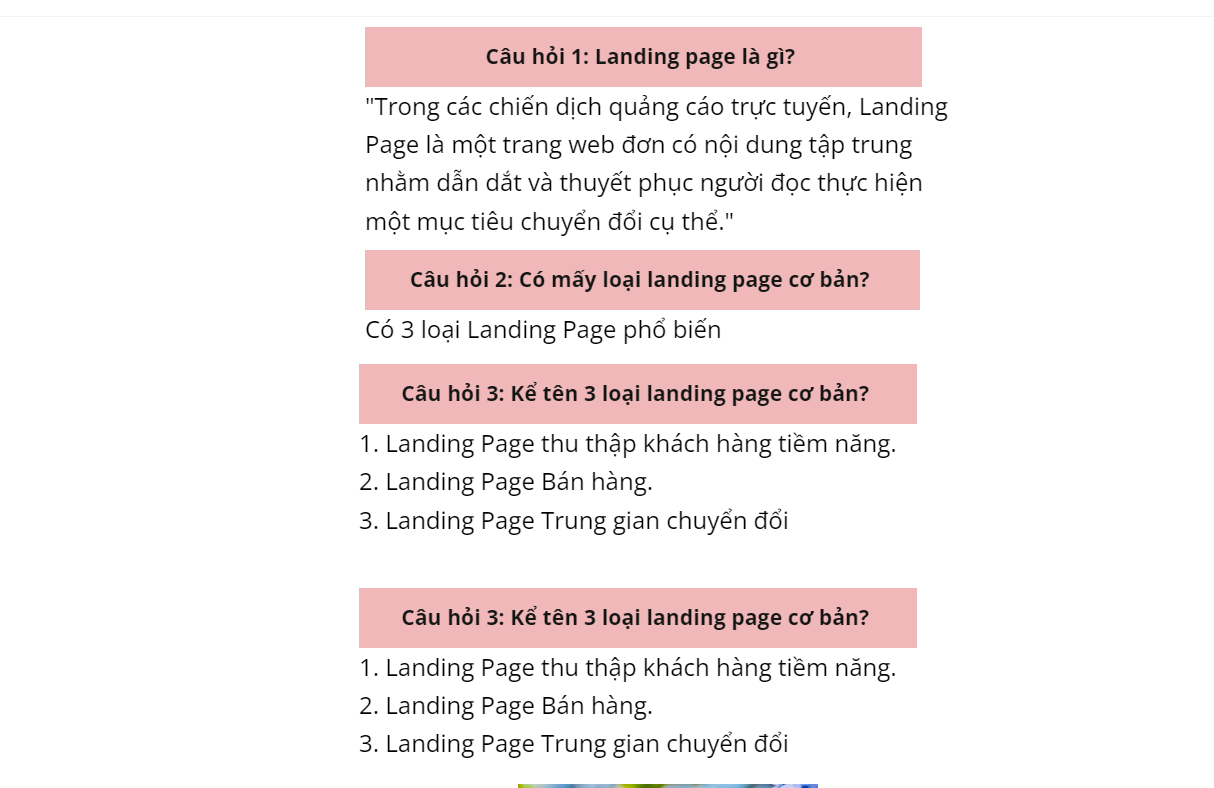 Câu hỏi 1: Landing page là gì?
"Trong các chiến dịch quảng cáo trực tuyến, Landing
Page là một trang web đơn có nội dung tập trung
nhằm dẫn dắt và thuyết phục người đọc thực hiện
một mục tiêu chuyển đổi cụ thể."
Câu hỏi 2: Có mấy loại landing page cơ bản?
Có 3 loại Landing Page phổ biến
Câu hỏi 3: Kể tên 3 loại landing page cơ bản?
1. Landing Page thu thập khách hàng tiềm năng.
2. Landing Page Bán hàng.
3. Landing Page Trung gian chuyển đổi
Câu hỏi 3: Kể tên 3 loại landing page cơ bản?
1. Landing Page thu thập khách hàng tiềm năng.
2. Landing Page Bán hàng.
3. Landing Page Trung gian chuyển đổi